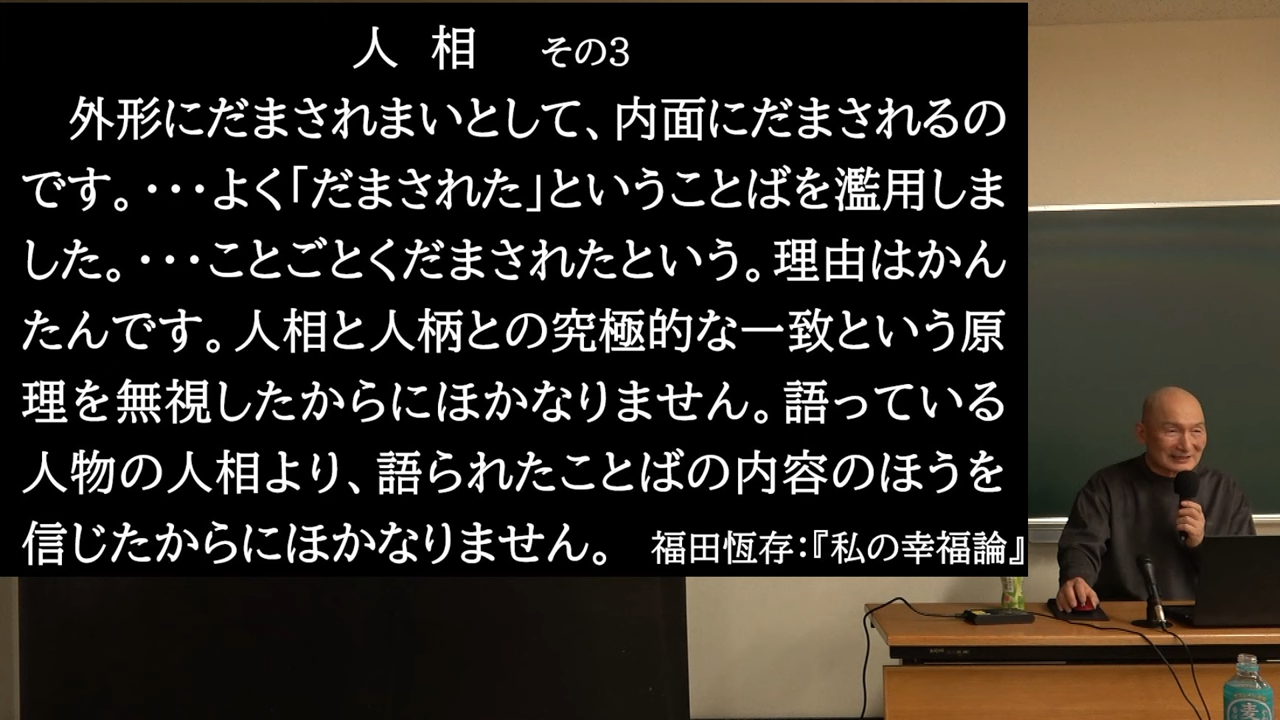 人 相 その3
外形にだまされまいとして、内面にだまされるの
です。・・・よく「だまされた」ということばを濫用しま
した。・・・ことごとくだまされたという。理由はかん
たんです。人相と人柄との究極的な一致という原
理を無視したからにほかなりません。語っている
人物の人相より、語られたことばの内容のほうを
信じたからにほかなりません。 福田恆存:『私の幸福論』
麦